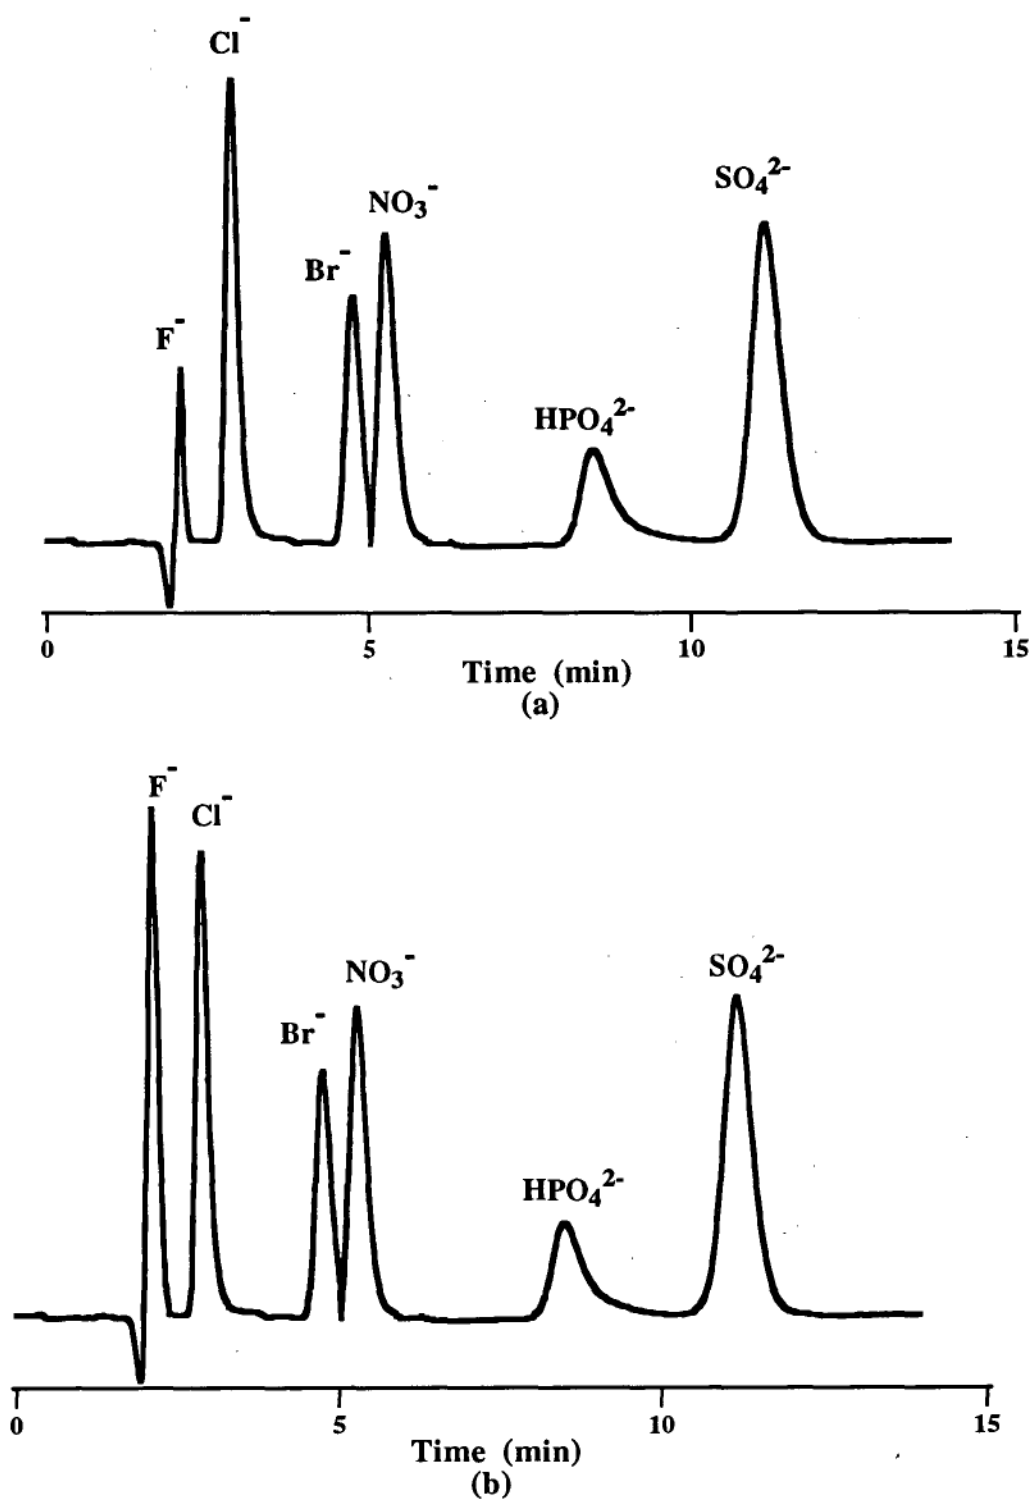 Cl⁻
NO₃⁻
SO₄²⁻
Br⁻
F⁻
HPO₄²⁻
0 5 10 15
Time (min)
(a)
F⁻
Cl⁻
NO₃⁻
SO₄²⁻
Br⁻
HPO₄²⁻
0 5 10 15
Time (min)
(b)